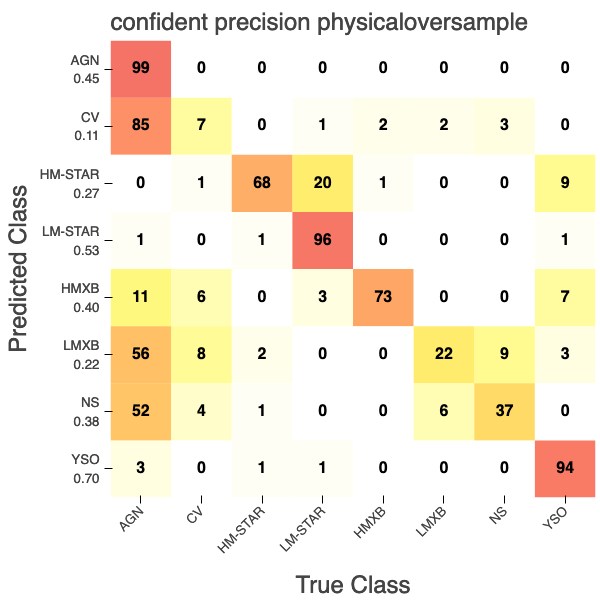 confident precision physicaloversample
AGN
0.45
99 0 0 0 0 0 0 0
CV
0.11
85 7 0 1 2 2 3 0
HM-STAR
0.27
0 1 68 20 1 0 0 9
LM-STAR
0.53
1 0 1 96 0 0 0 1
HMXB
0.40
11 6 0 3 73 0 0 7
LMXB
0.22
56 8 2 0 0 22 9 3
NS
0.38
52 4 1 0 0 6 37 0
YSO
0.70
3 0 1 1 0 0 0 94
Predicted Class
AGN CV HM-STAR LM-STAR HMXB LMXB NS YSO
True Class